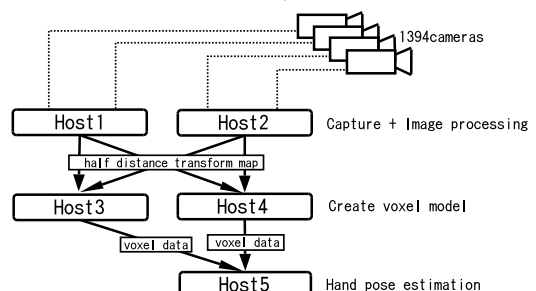 1394cameras
Host1
Host2
Capture + Image processing
half distance transform map
Host3
Host4
Create voxel model
voxel data
voxel data
Host5
Hand pose estimation